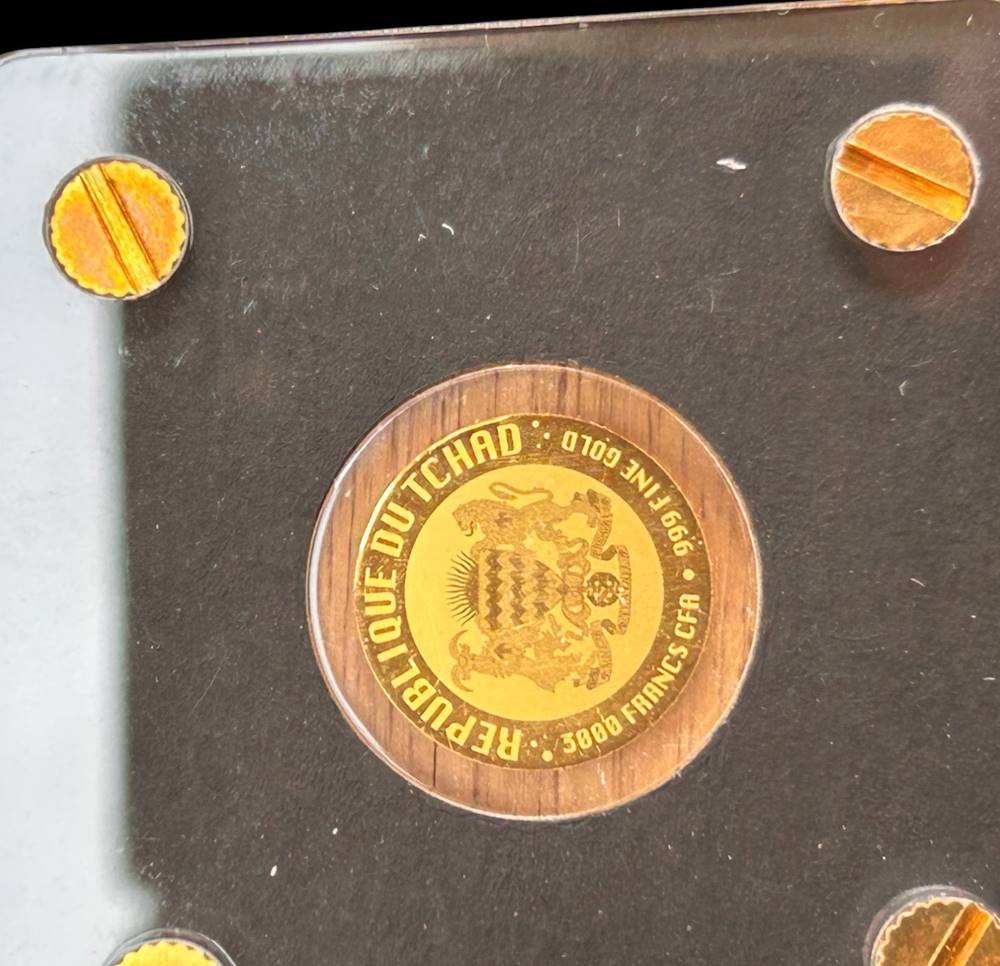 REPUBLIQUE DU TCHAD
3000 FRANCS CFA • 999 FINE GOLD